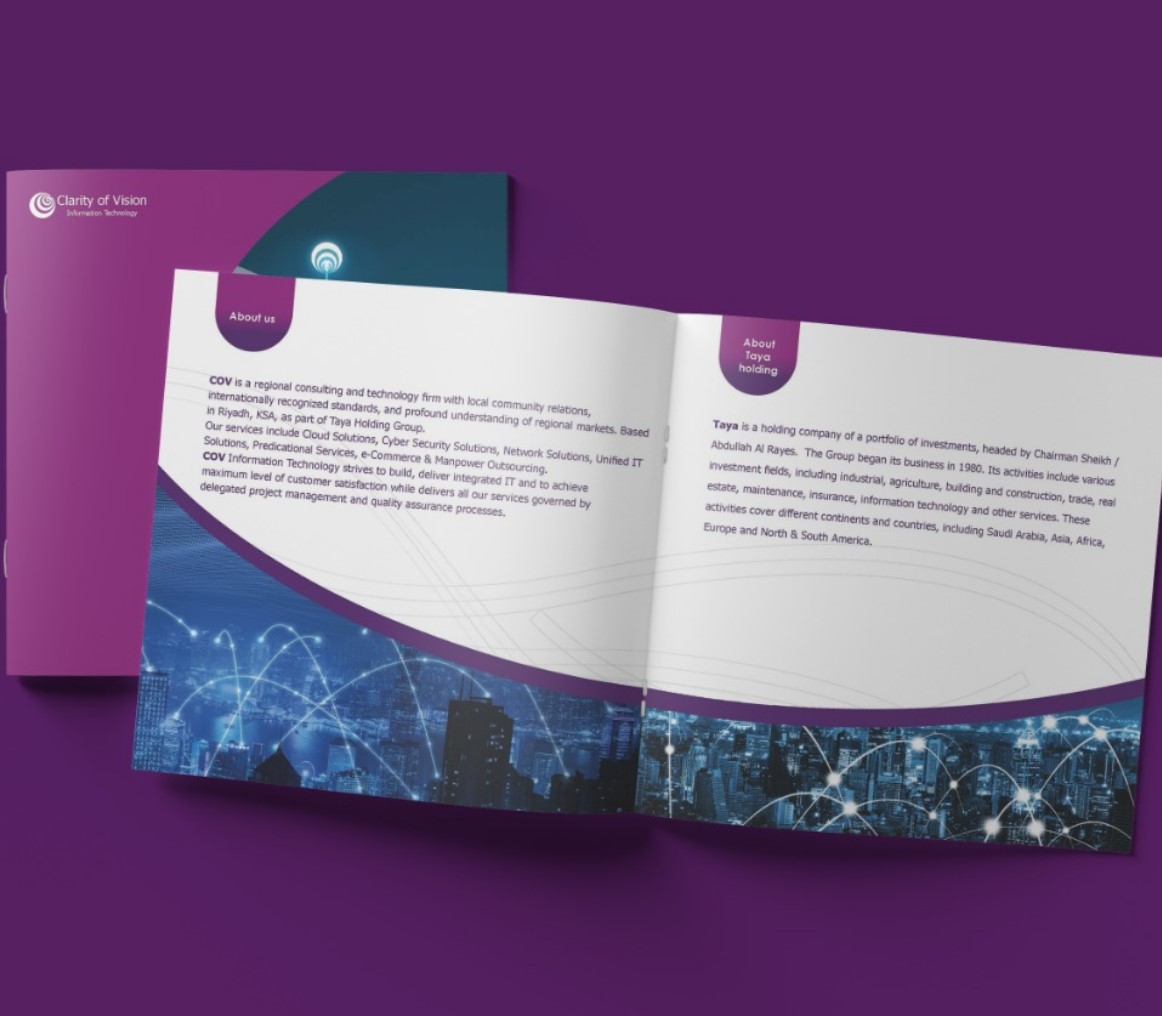 Clarity of Vision
Information Technology
About us
COV is a regional consulting and technology firm with local community relations,
internationally recognized standards, and profound understanding of regional markets. Based
in Riyadh, KSA, as part of Taya Holding Group.
Our services include Cloud Solutions, Cyber Security Solutions, Network Solutions, Unified IT
Solutions, Predicational Services, e-Commerce & Manpower Outsourcing.
COV Information Technology strives to build, deliver integrated IT and to achieve
maximum level of customer satisfaction while delivers all our services governed by
delegated project management and quality assurance processes.
About
Taya
holding
Taya is a holding company of a portfolio of investments, headed by Chairman Sheikh /
Abdullah Al Rayes. The Group began its business in 1980. Its activities include various
investment fields, including industrial, agriculture, building and construction, trade, real
estate, maintenance, insurance, information technology and other services. These
activities cover different continents and countries, including Saudi Arabia, Asia, Africa,
Europe and North & South America.